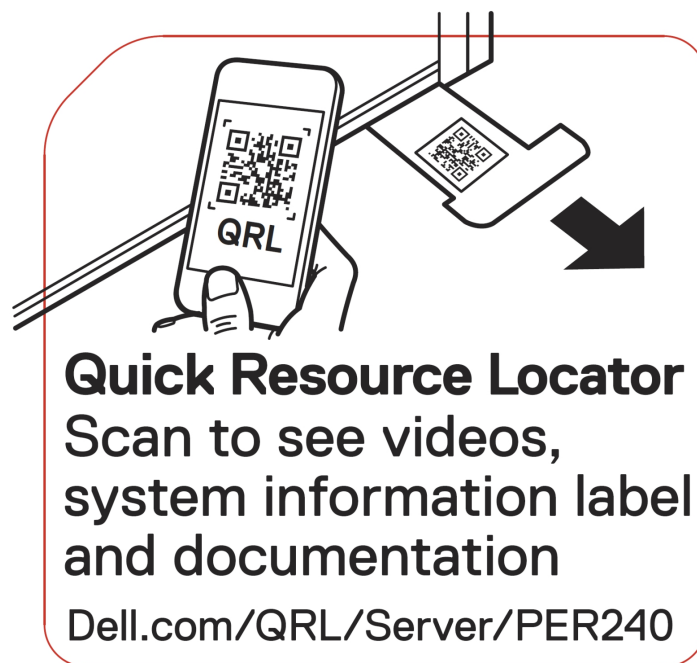 QRL
Quick Resource Locator
Scan to see videos,
system information label
and documentation
Dell.com/QRL/Server/PER240